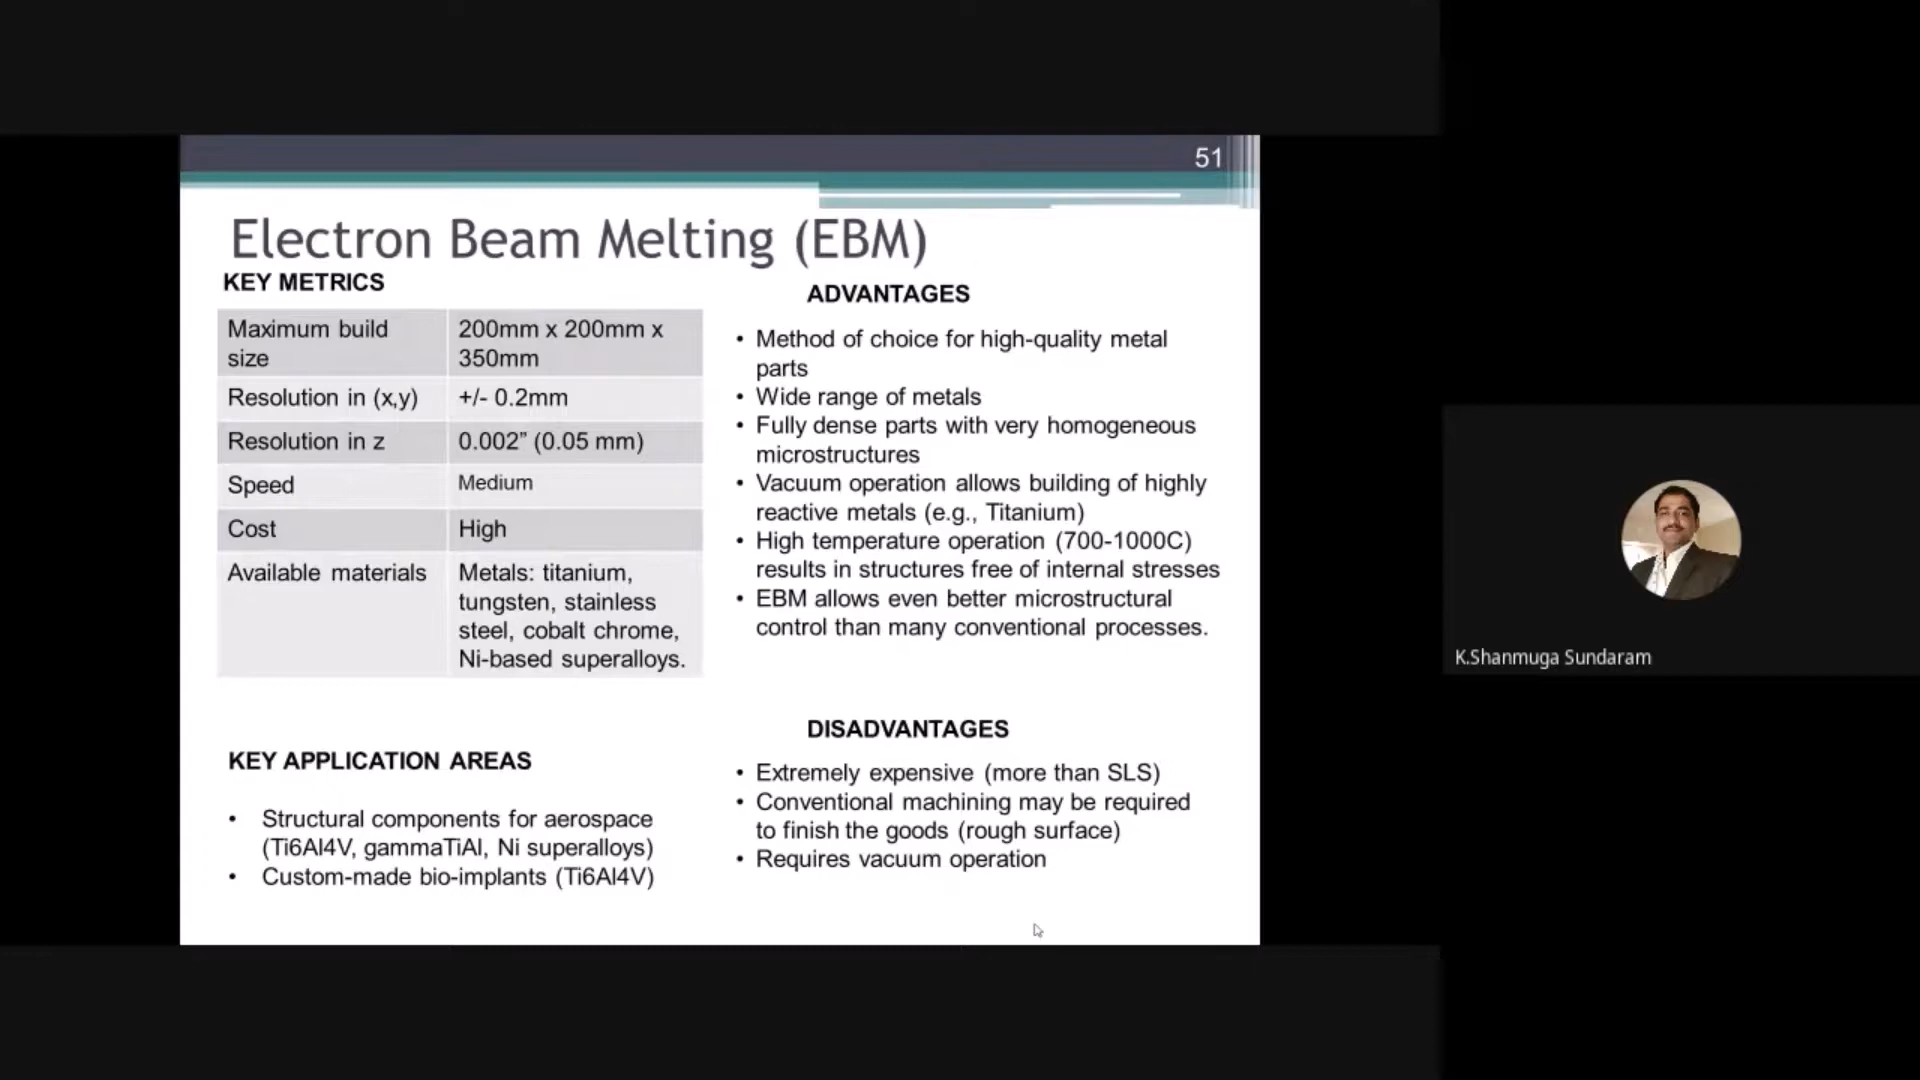 51
Electron Beam Melting (EBM)
KEY METRICS
Maximum build
size
200mm x 200mm x
350mm
Resolution in (x,y)
+/- 0.2mm
Resolution in z
0.002” (0.05 mm)
Speed
Medium
Cost
High
Available materials
Metals: titanium,
tungsten, stainless
steel, cobalt chrome,
Ni-based superalloys.
KEY APPLICATION AREAS
• Structural components for aerospace
(Ti6Al4V, gammaTiAl, Ni superalloys)
• Custom-made bio-implants (Ti6Al4V)
ADVANTAGES
• Method of choice for high-quality metal
parts
• Wide range of metals
• Fully dense parts with very homogeneous
microstructures
• Vacuum operation allows building of highly
reactive metals (e.g., Titanium)
• High temperature operation (700-1000C)
results in structures free of internal stresses
• EBM allows even better microstructural
control than many conventional processes.
DISADVANTAGES
• Extremely expensive (more than SLS)
• Conventional machining may be required
to finish the goods (rough surface)
• Requires vacuum operation
K.Shanmuga Sundaram